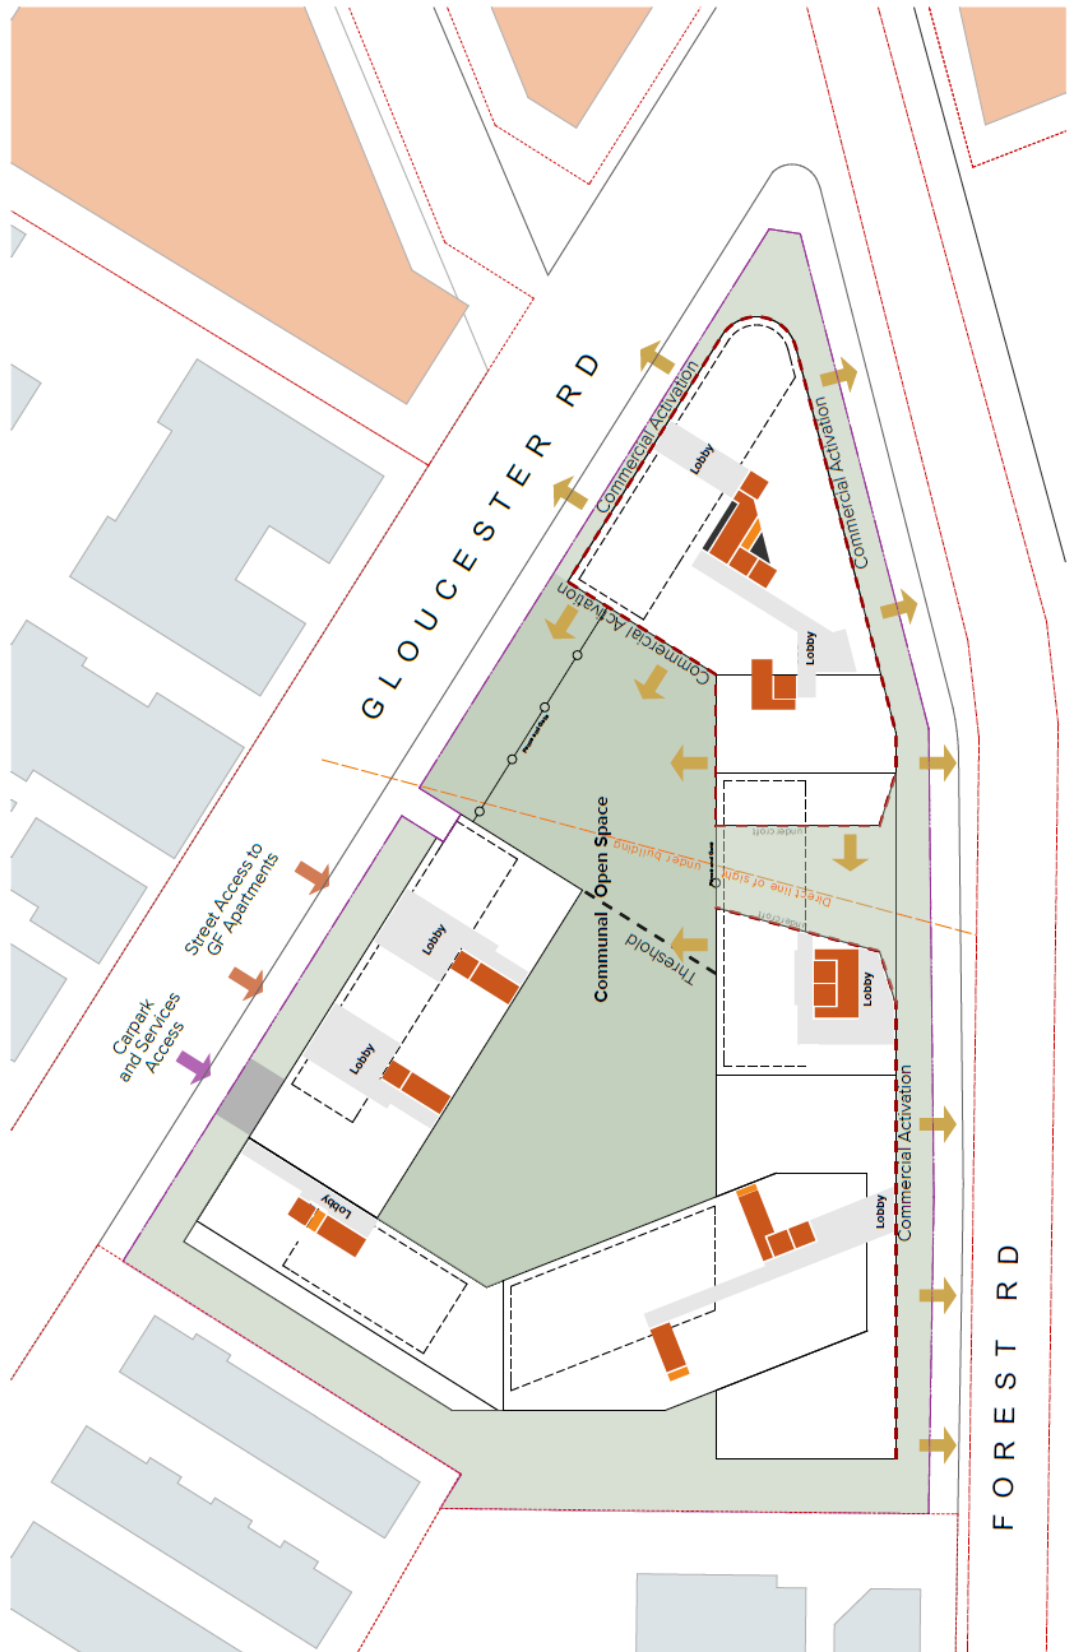 GLOUCESTER RD
Commercial Activation
Lobby
Commercial Activation
Commercial Activation
Lobby
Communal Open Space
undercroft
Direct line of sight under building
undercroft
Threshold
Street Access to
GF Apartments
Carpark
and Services
Access
Lobby
Lobby
Lobby
Lobby
Commercial Activation
Lobby
FOREST RD